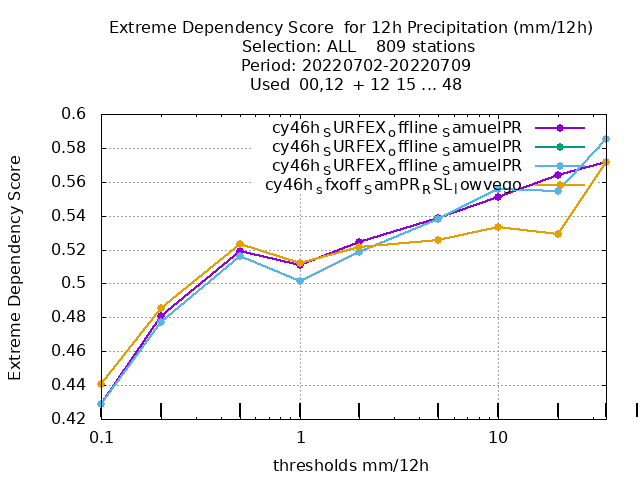 Extreme Dependency Score for 12h Precipitation (mm/12h)
Selection: ALL 809 stations
Period: 20220702-20220709
Used 00,12 + 12 15 ... 48
cy46h_SURFEX_offline_SamuelPR
cy46h_SURFEX_offline_SamuelPR
cy46h_SURFEX_offline_SamuelPR
cy46h_sfxoff_SamPR_RSL_lowvego
0.6
0.58
0.56
0.54
0.52
0.5
0.48
0.46
0.44
0.42
Extreme Dependency Score
0.1 1 10
thresholds mm/12h